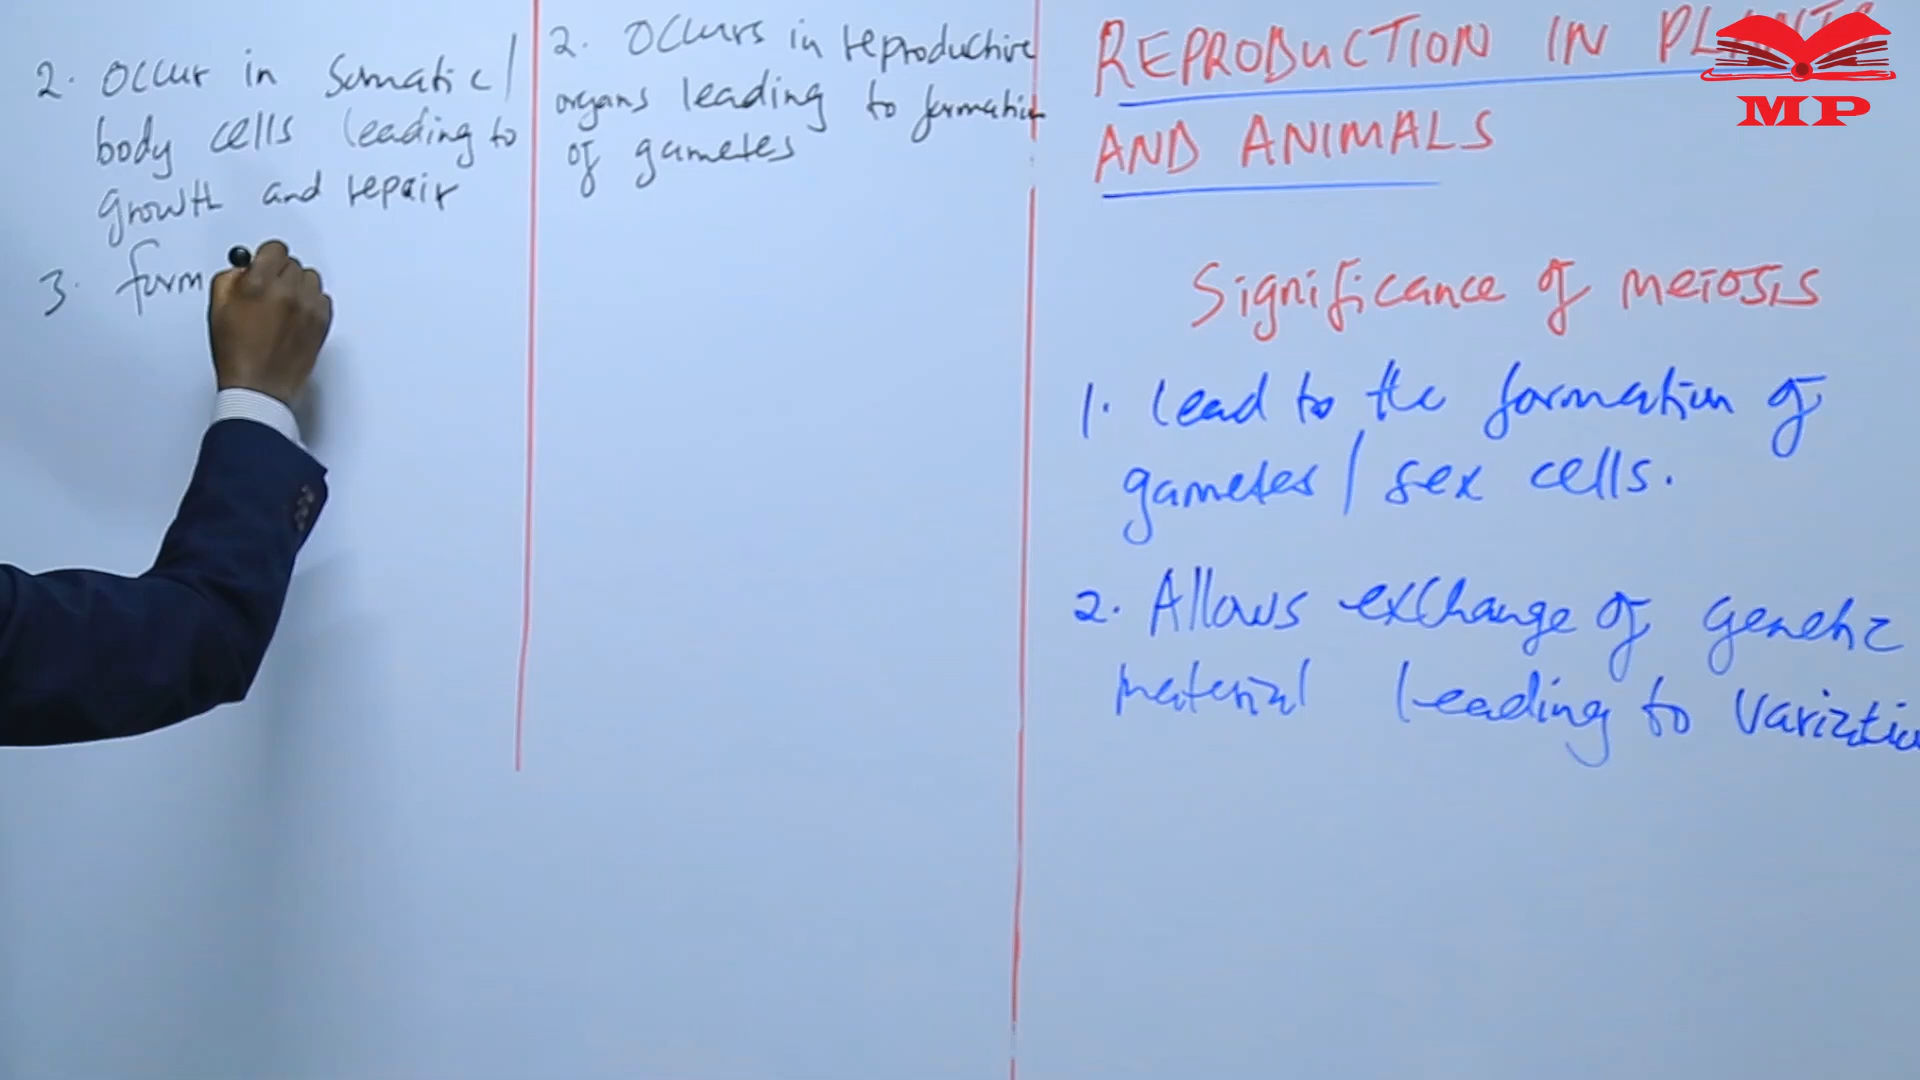 2. Occur in Somatic/
body cells leading to
growth and repair
3. form
2. Occurs in reproductive
organs leading to formation
of gametes
REPRODUCTION IN PLANTS
AND ANIMALS
MP
Significance of meiosis
1. Lead to the formation of
gametes/sex cells.
2. Allows exchange of genetic
material leading to variation